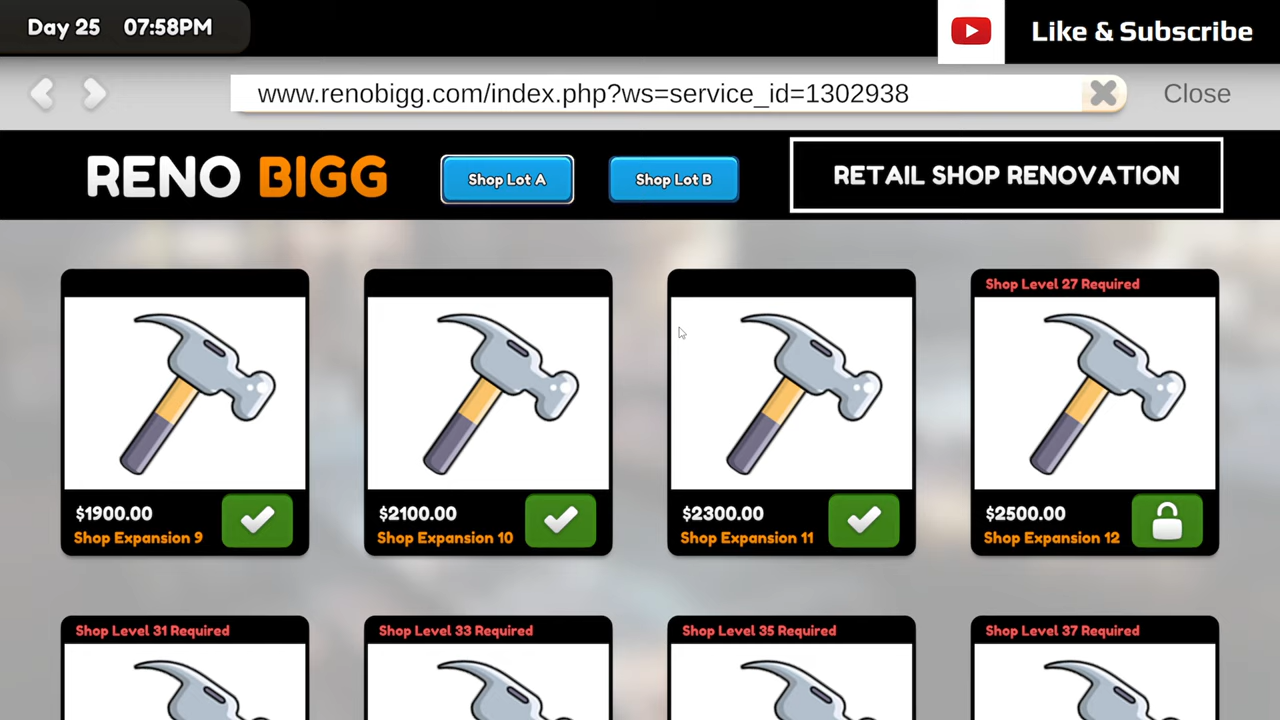 Day 25 07:58PM
Like & Subscribe
www.renobigg.com/index.php?ws=service_id=1302938
Close
RENO BIGG
Shop Lot A
Shop Lot B
RETAIL SHOP RENOVATION
Shop Level 27 Required
$1900.00
Shop Expansion 9
$2100.00
Shop Expansion 10
$2300.00
Shop Expansion 11
$2500.00
Shop Expansion 12
Shop Level 31 Required
Shop Level 33 Required
Shop Level 35 Required
Shop Level 37 Required